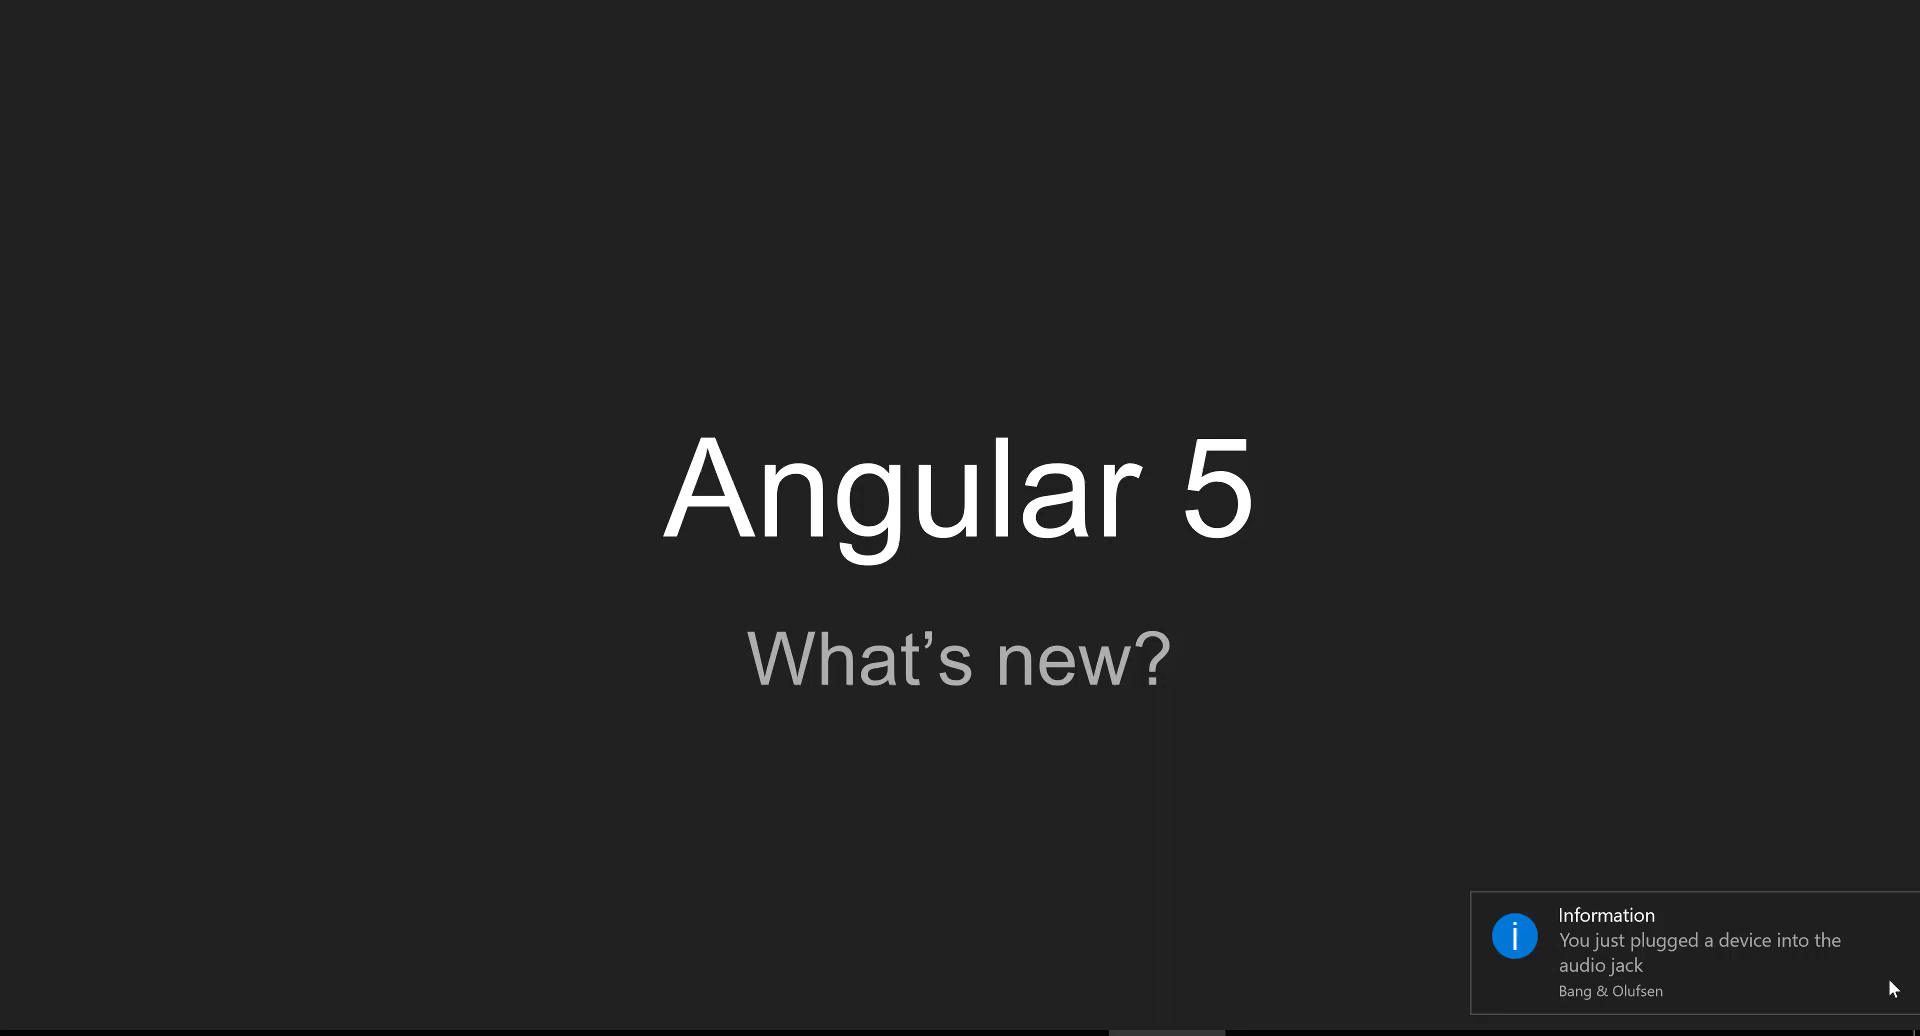 Angular 5
What’s new?
Information
You just plugged a device into the
audio jack
Bang & Olufsen